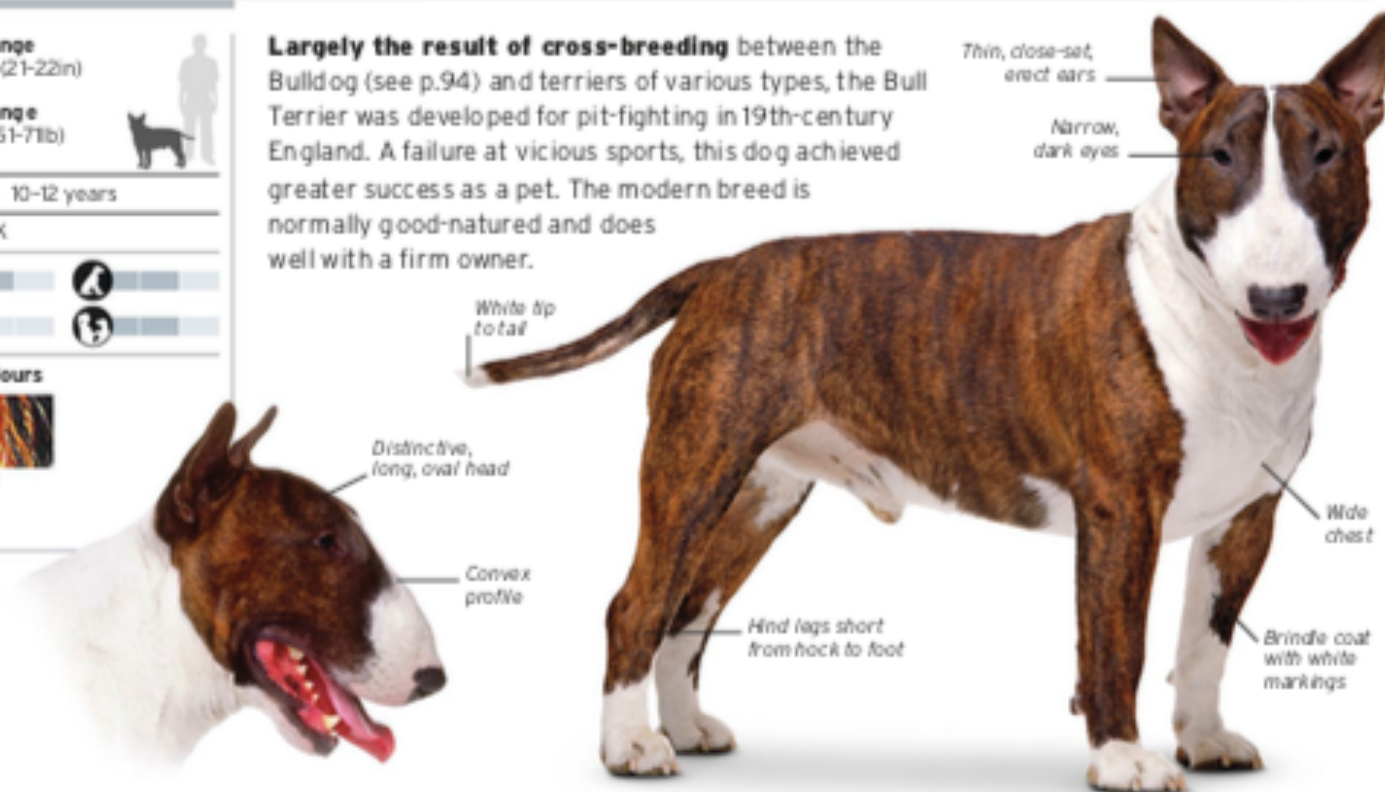 nge
(21-22in)
nge
51-71lb)
10-12 years
K
ours
Largely the result of cross-breeding between the
Bulldog (see p.94) and terriers of various types, the Bull
Terrier was developed for pit-fighting in 19th-century
England. A failure at vicious sports, this dog achieved
greater success as a pet. The modern breed is
normally good-natured and does
well with a firm owner.
Thin, close-set,
erect ears
Narrow,
dark eyes
White tip
to tail
Distinctive,
long, oval head
Convex
profile
Hind legs short
from hock to foot
Wide
chest
Brindle coat
with white
markings